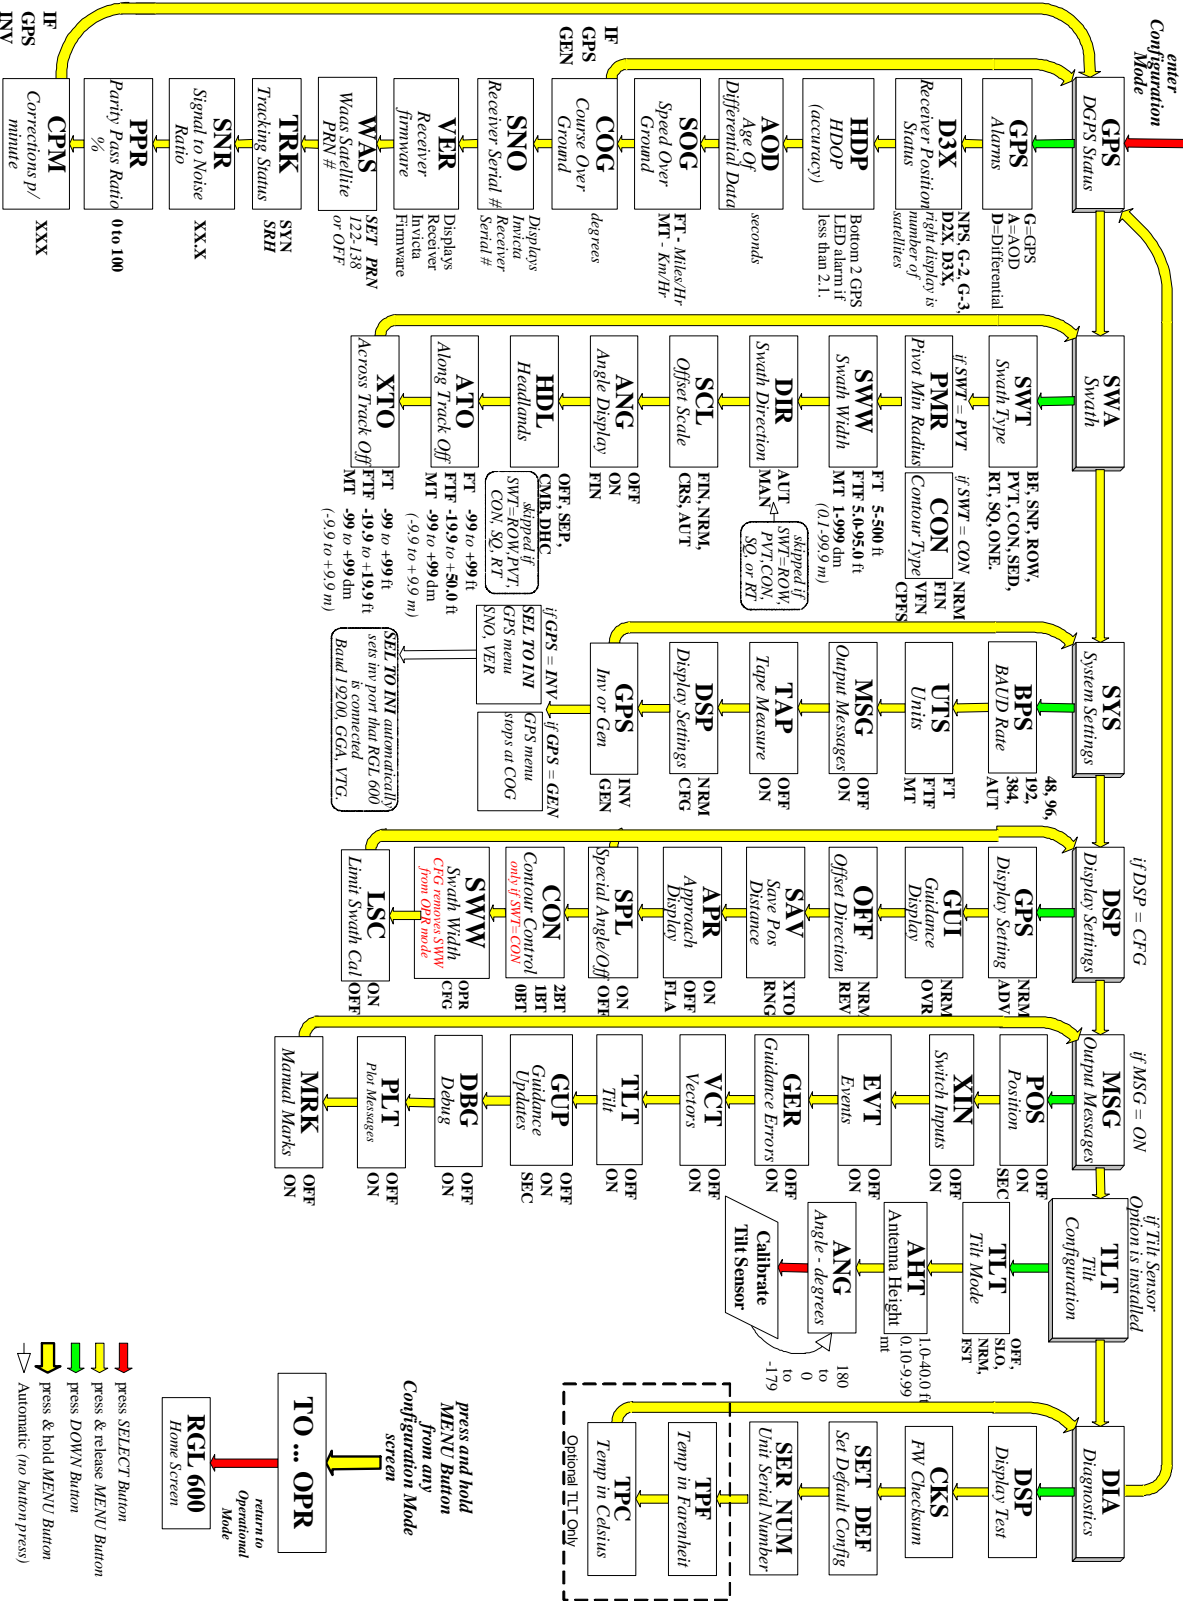 enter
Configuration
Mode
GPS
DGPS Status
GPS
Alarms
G=GPS
A=AOD
D=Differential
D3X
Receiver Position
Status
NPS, G-2, G-3,
D2X, D3X,
right display is
number of
satellites
HDP
HDOP
(accuracy)
Bottom 2 GPS
LED alarm if
less than 2.1.
AOD
Age Of
Differential Data
seconds
SOG
Speed Over
Ground
FT - Miles/Hr
MT - Km/Hr
COG
Course Over
Ground
degrees
IF
GPS
GEN
SNO
Receiver Serial #
Displays
Invicta
Receiver
Serial #
VER
Receiver
firmware
Displays
Receiver
Invicta
Firmware
WAS
Waas Satellite
PRN #
SET PRN
122-138
or OFF
TRK
Tracking Status
SYN
SRH
SNR
Signal to Noise
Ratio
XX.X
PPR
Parity Pass Ratio
%
0 to 100
CPM
Corrections p/
minute
XXX
IF
GPS
INV
SWA
Swath
SWT
Swath Type
BF, SNP, ROW,
PVT, CON, SED,
RT, SQ, ONE.
if SWT = PVT
PMR
Pivot Min Radius
if SWT = CON
CON
Contour Type
NRM
FIN
VFN
CPFS
SWW
Swath Width
FT 5-500 ft
FTF 5.0-95.0 ft
MT 1-999 dm
(0.1-99.9 m)
DIR
Swath Direction
AUT
MAN
skipped if
SWT=ROW,
PVT,CON,
SQ, or RT
SCL
Offset Scale
FIN, NRM,
CRS, AUT
ANG
Angle Display
OFF
ON
FIN
HDL
Headlands
OFF, SEP,
CMB, DHC
skipped if
SWT=ROW,PVT,
CON, SQ, RT
ATO
Along Track Off
FT -99 to +99 ft
FTF -19.9 to +50.0 ft
MT -99 to +99 dm
(-9.9 to +9.9 m)
XTO
Across Track Off
FT -99 to +99 ft
FTF -19.9 to +19.9 ft
MT -99 to +99 dm
(-9.9 to +9.9 m)
SYS
System Settings
BPS
BAUD Rate
48, 96,
192,
384,
AUT
UTS
Units
FT
FTF
MT
MSG
Output Messages
OFF
ON
TAP
Tape Measure
OFF
ON
DSP
Display Settings
NRM
CFG
GPS
Inv or Gen
INV
GEN
if GPS = INV
SEL TO INI
GPS menu
SNO, VER
if GPS = GEN
GPS menu
stops at COG
SEL TO INI automatically
sets inv port that RGL 600
is connected
Baud 19200, GGA, VTG.
if DSP = CFG
DSP
Display Settings
GPS
Display Setting
NRM
ADV
GUI
Guidance
Display
NRM
OVR
OFF
Offset Direction
NRM
REV
SAV
Save Pos
Distance
XTO
RNG
APR
Approach
Display
ON
OFF
FLA
SPL
Special Angle/Off
ON
OFF
CON
Contour Control
only if SWT=CON
2BT
1BT
0BT
SWW
Swath Width
CFG removes SWW
from OPR mode
OPR
CFG
LSC
Limit Swath Cal
ON
OFF
if MSG = ON
MSG
Output Messages
POS
Position
OFF
ON
SEC
XIN
Switch Inputs
OFF
ON
EVT
Events
OFF
ON
GER
Guidance Errors
OFF
ON
VCT
Vectors
OFF
ON
TLT
Tilt
OFF
ON
GUP
Guidance
Updates
OFF
ON
SEC
DBG
Debug
OFF
ON
PLT
Plot Messages
OFF
ON
MRK
Manual Marks
OFF
ON
if Tilt Sensor
Option is installed
TLT
Tilt
Configuration
TLT
Tilt Mode
OFF,
SLO,
NRM,
FST
AHT
Antenna Height
1.0-40.0 ft
0.10-9.99
mt
ANG
Angle - degrees
180
to
0
to
-179
Calibrate
Tilt Sensor
DIA
Diagnostics
DSP
Display Test
CKS
FW Checksum
SET DEF
Set Default Config
SER NUM
Unit Serial Number
TPF
Temp in Farenheit
TPC
Temp in Celsius
Optional TLT Only
press and hold
MENU Button
from any
Configuration Mode
screen
TO ... OPR
return to
Operational
Mode
RGL 600
Home Screen
press SELECT Button
press & release MENU Button
press DOWN Button
press & hold MENU Button
Automatic (no button press)